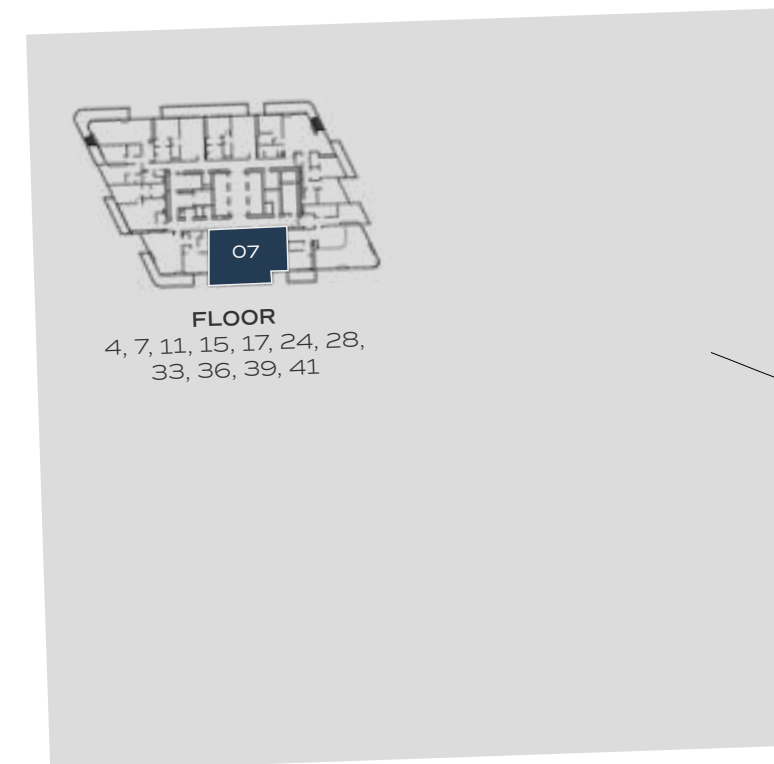 07
FLOOR
4, 7, 11, 15, 17, 24, 28,
33, 36, 39, 41